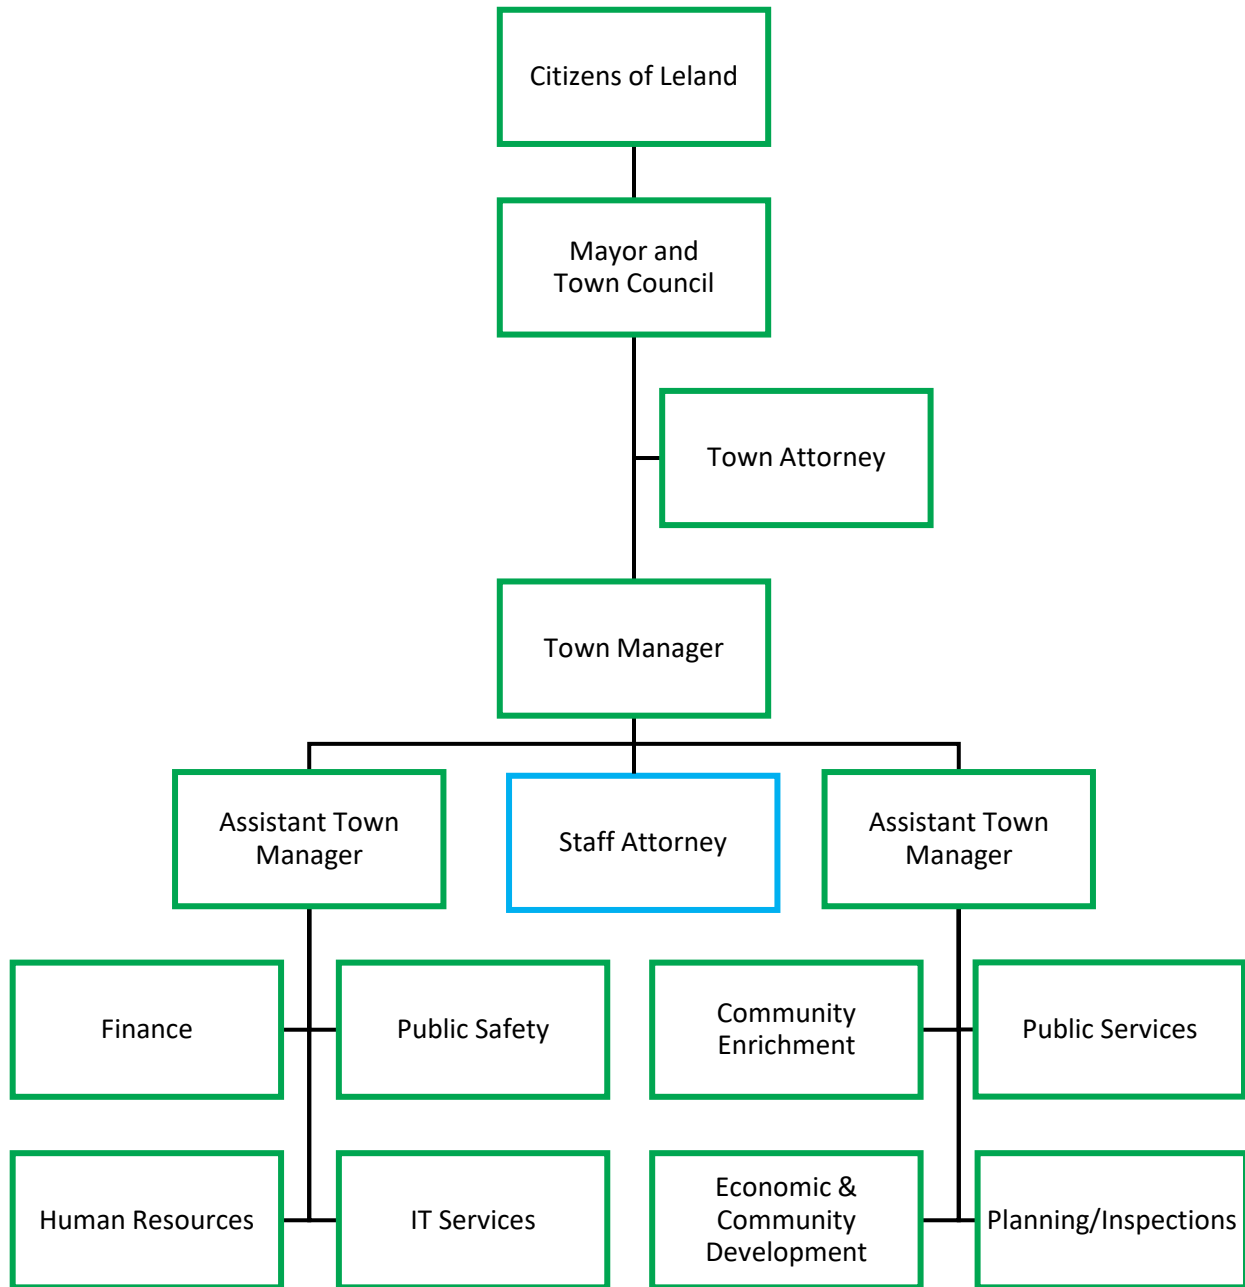 Citizens of Leland
Mayor and
Town Council
Town Attorney
Town Manager
Assistant Town
Manager
Staff Attorney
Assistant Town
Manager
Finance
Public Safety
Community
Enrichment
Public Services
Human Resources
IT Services
Economic &
Community
Development
Planning/Inspections